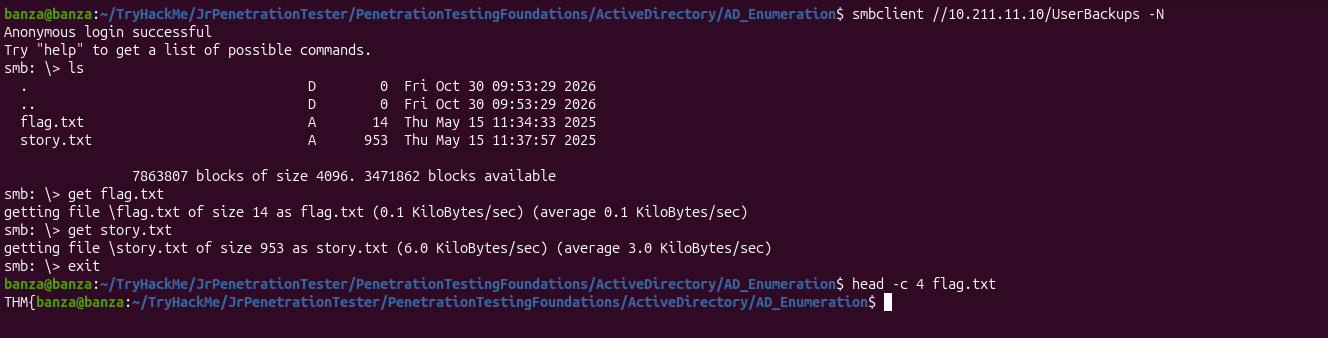 banza@banza:~/TryHackMe/JrPenetrationTester/PenetrationTestingFoundations/ActiveDirectory/AD_Enumeration$ smbclient //10.211.11.10/UserBackups -N
Anonymous login successful
Try "help" to get a list of possible commands.
smb: \> ls
  .                                   D        0  Fri Oct 30 09:53:29 2026
  ..                                  D        0  Fri Oct 30 09:53:29 2026
  flag.txt                            A       14  Thu May 15 11:34:33 2025
  story.txt                           A      953  Thu May 15 11:37:57 2025

                7863807 blocks of size 4096. 3471862 blocks available
smb: \> get flag.txt
getting file \flag.txt of size 14 as flag.txt (0.1 KiloBytes/sec) (average 0.1 KiloBytes/sec)
smb: \> get story.txt
getting file \story.txt of size 953 as story.txt (6.0 KiloBytes/sec) (average 3.0 KiloBytes/sec)
smb: \> exit
banza@banza:~/TryHackMe/JrPenetrationTester/PenetrationTestingFoundations/ActiveDirectory/AD_Enumeration$ head -c 4 flag.txt
THM{banza@banza:~/TryHackMe/JrPenetrationTester/PenetrationTestingFoundations/ActiveDirectory/AD_Enumeration$